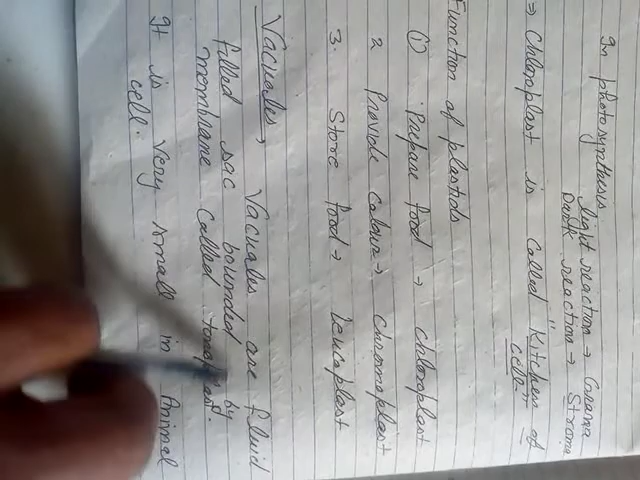 In photosynthesis light reaction → Grana
Dark reaction → Stroma
⇒ Chloroplast is called "Kitchen of
cell"
Function of plastids
(1) Prepare food → Chloroplast
2 Provide colour → Chromoplast
3. Store food → leucoplast
Vacuoles → Vacuoles are fluid
filled sac bounded by
membrane called tonoplast.
It is very small in Animal
cell.